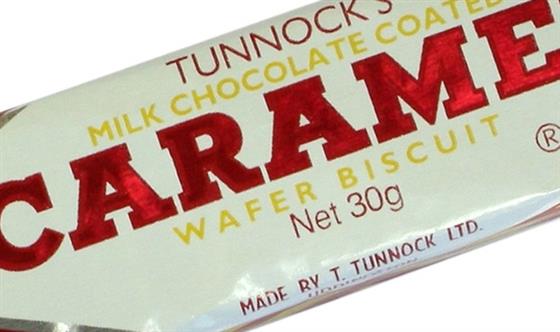 TUNNOCK'S
MILK CHOCOLATE COATED
CARAME
WAFER BISCUIT
®
Net 30g
MADE BY T. TUNNOCK LTD.